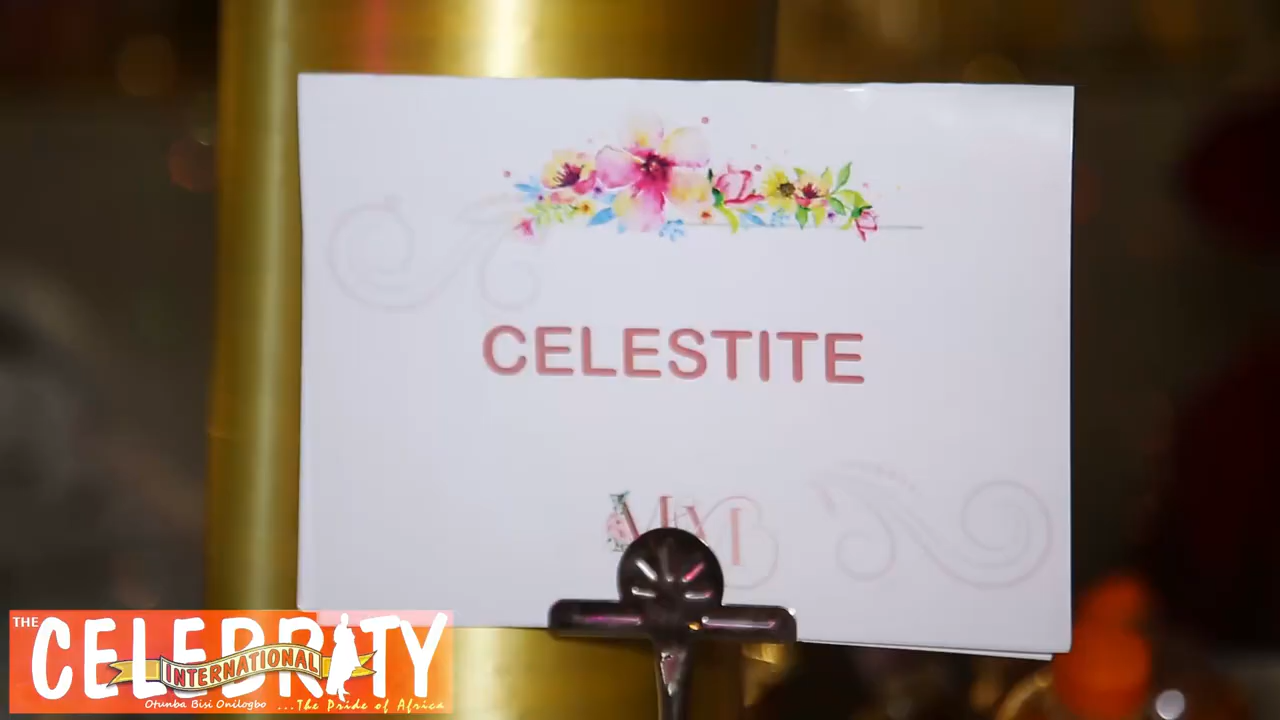 CELESTITE
THE
CELEBRITY
INTERNATIONAL
Otunba Bisi Onilogbo ...The Pride of Africa